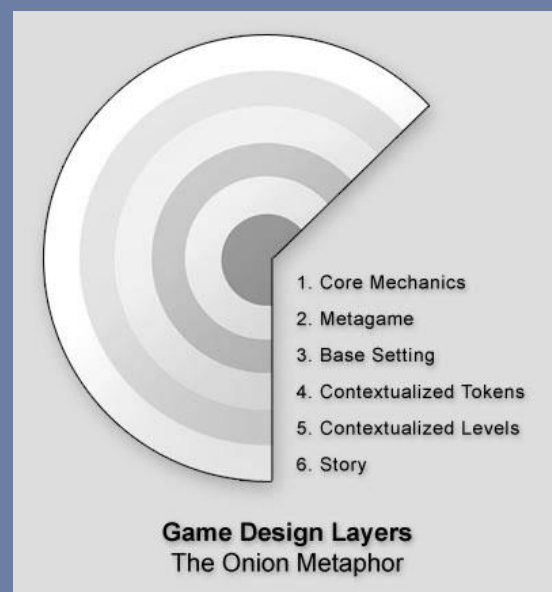 1. Core Mechanics
2. Metagame
3. Base Setting
4. Contextualized Tokens
5. Contextualized Levels
6. Story
Game Design Layers
The Onion Metaphor